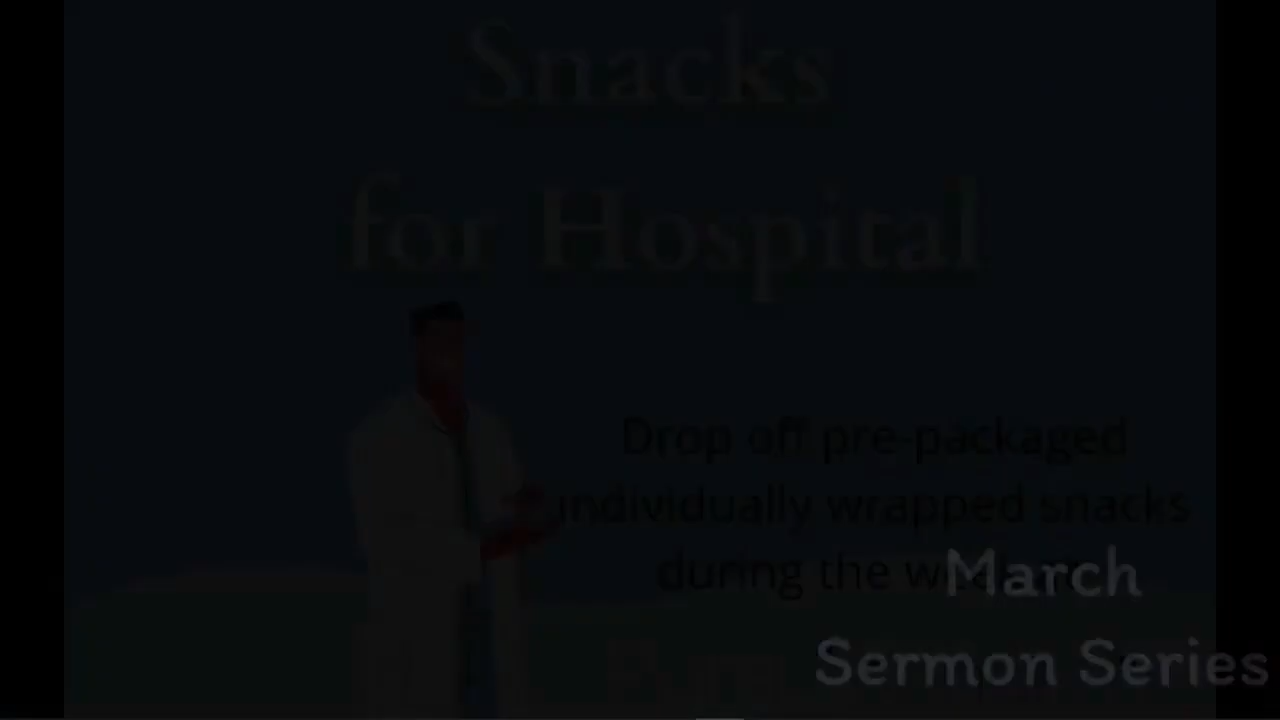 Snacks
for Hospital
Drop off pre-packaged
individually wrapped snacks
during the
March
Sermon Series